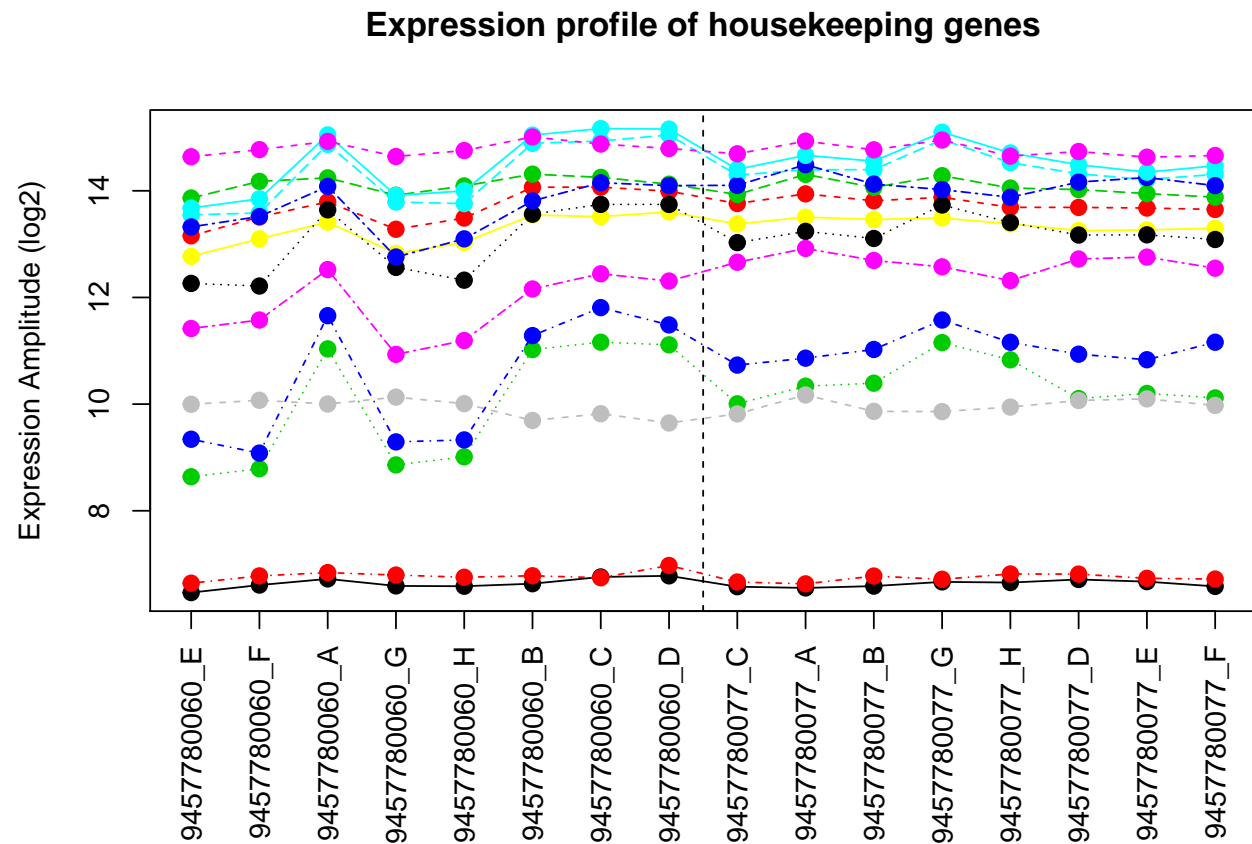 Expression profile of housekeeping genes
Expression Amplitude (log2)
14
12
10
8
9457780060_E
9457780060_F
9457780060_A
9457780060_G
9457780060_H
9457780060_B
9457780060_C
9457780060_D
9457780077_C
9457780077_A
9457780077_B
9457780077_G
9457780077_H
9457780077_D
9457780077_E
9457780077_F